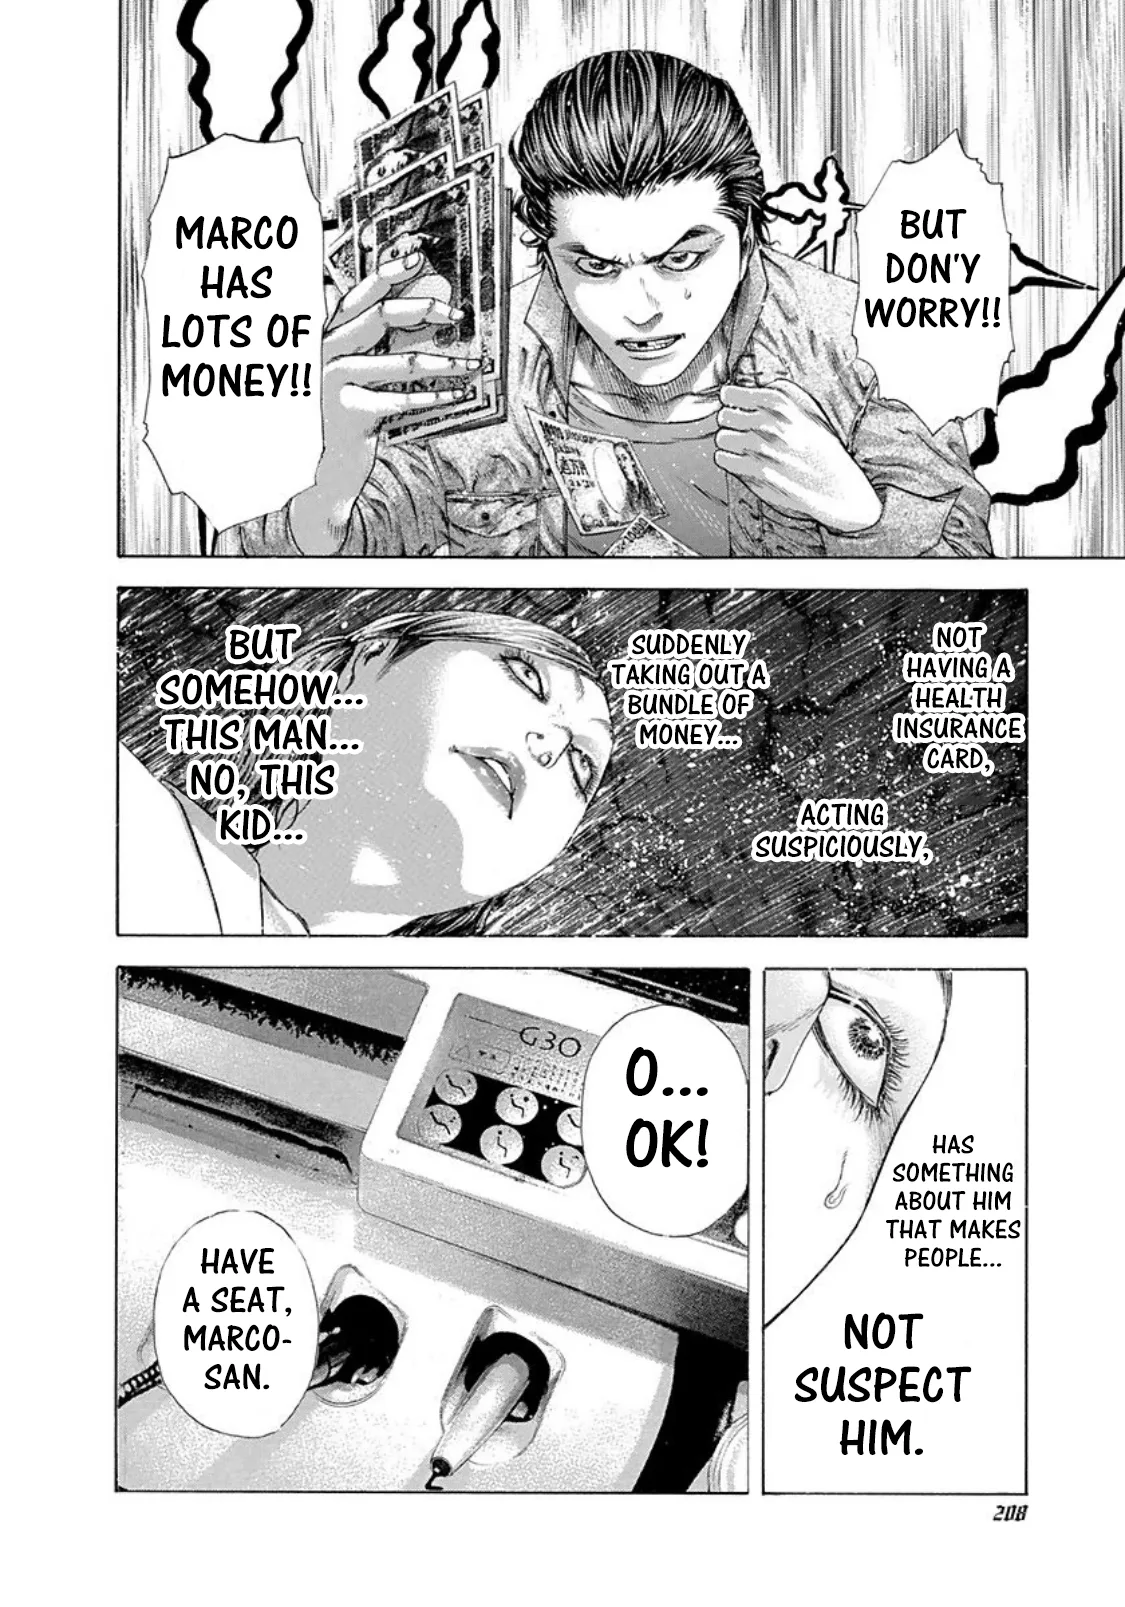 BUT
DON'Y
WORRY!!
MARCO
HAS
LOTS OF
MONEY!!
NOT
HAVING A
HEALTH
INSURANCE
CARD,
ACTING
SUSPICIOUSLY,
SUDDENLY
TAKING OUT A
BUNDLE OF
MONEY...
BUT
SOMEHOW...
THIS MAN...
NO, THIS
KID...
HAS
SOMETHING
ABOUT HIM
THAT MAKES
PEOPLE...
NOT
SUSPECT
HIM.
O...
OK!
G30
HAVE
A SEAT,
MARCO-
SAN.
208